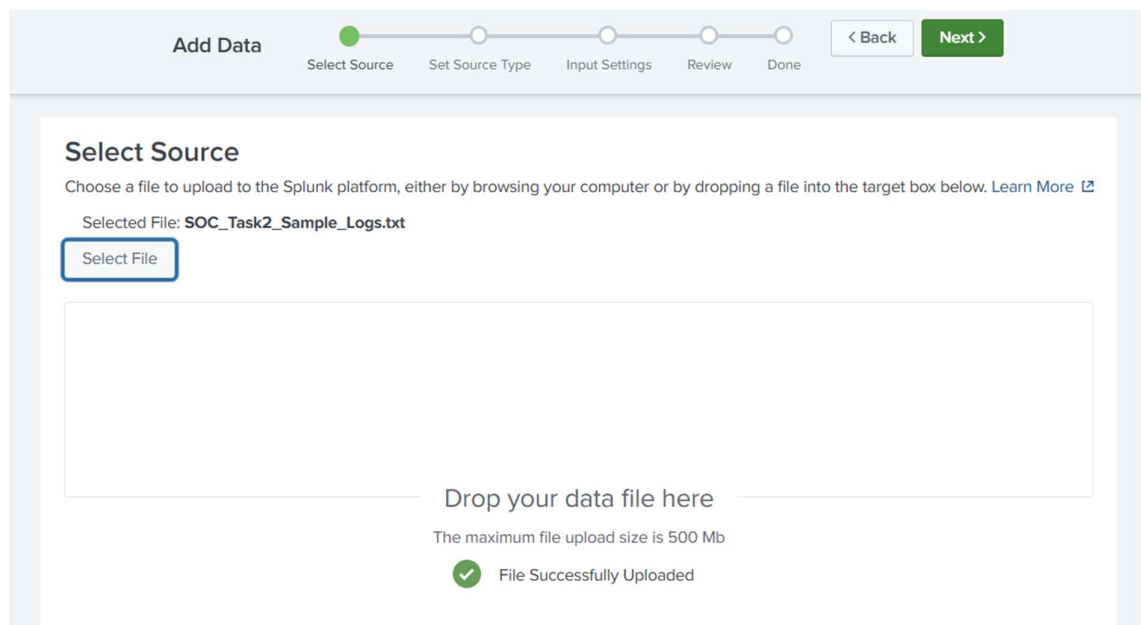 Add Data
Select Source
Set Source Type
Input Settings
Review
Done
< Back
Next >
Select Source
Choose a file to upload to the Splunk platform, either by browsing your computer or by dropping a file into the target box below. Learn More
Selected File: SOC_Task2_Sample_Logs.txt
Select File
Drop your data file here
The maximum file upload size is 500 Mb
File Successfully Uploaded